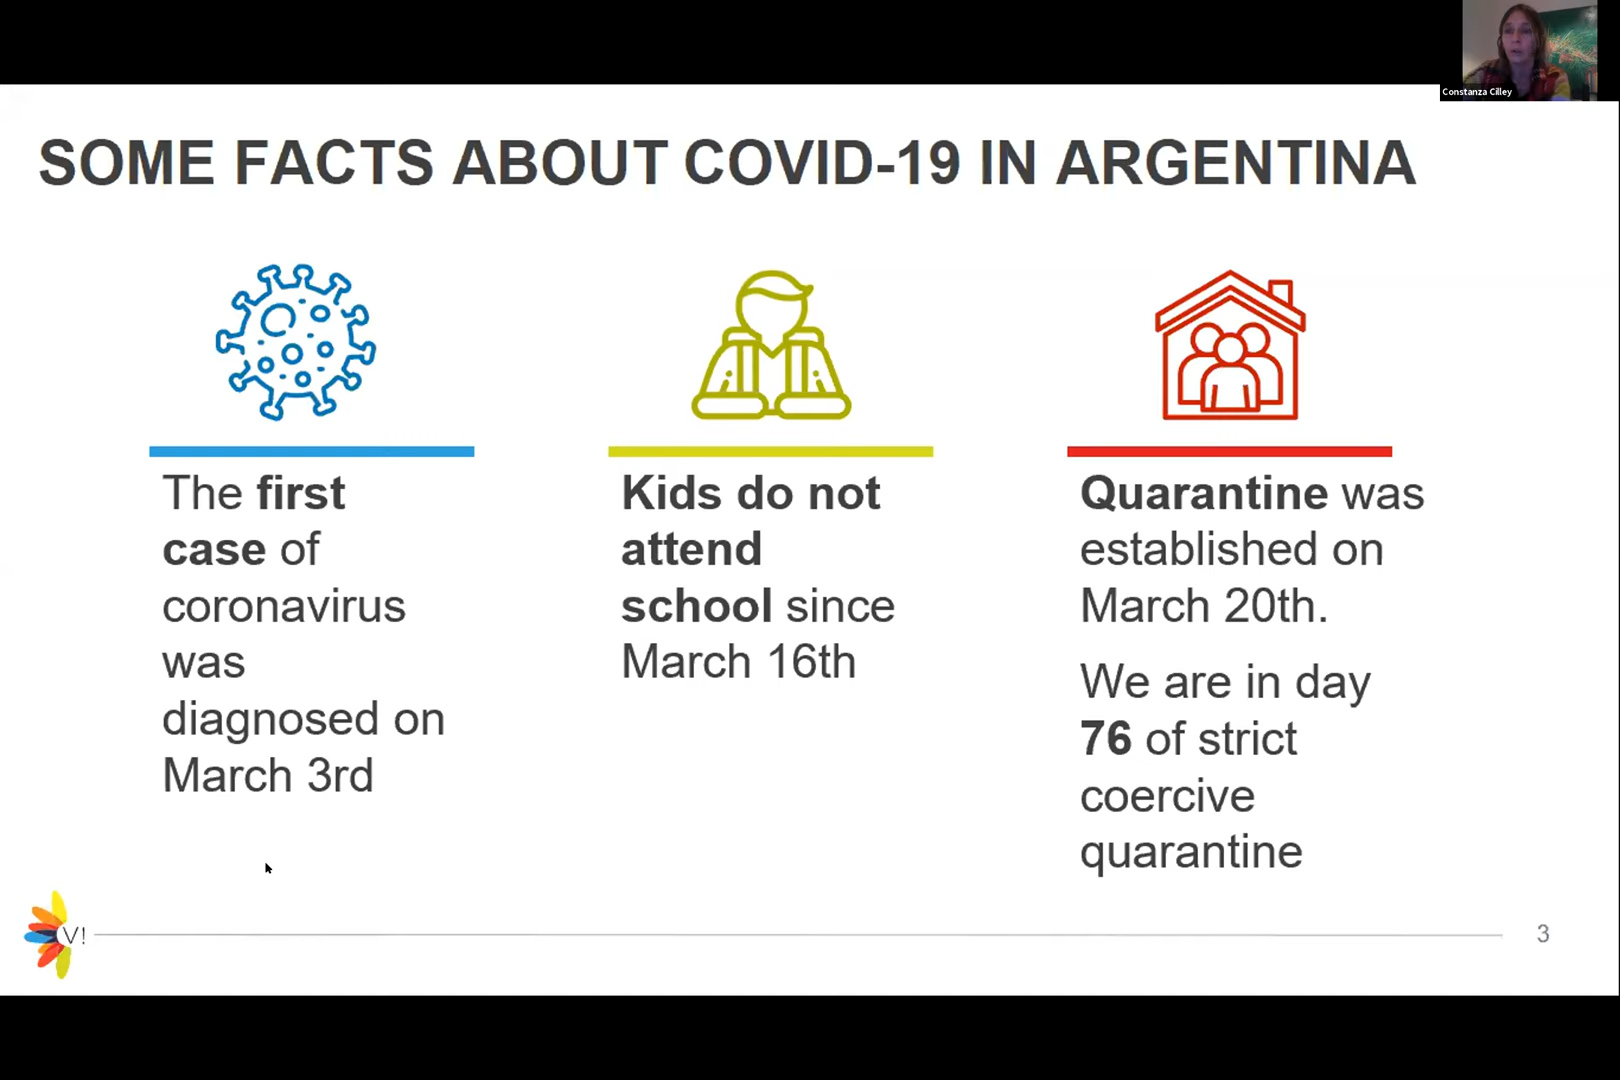 Constanza Cilley
SOME FACTS ABOUT COVID-19 IN ARGENTINA
The first
case of
coronavirus
was
diagnosed on
March 3rd
Kids do not
attend
school since
March 16th
Quarantine was
established on
March 20th.
We are in day
76 of strict
coercive
quarantine
V!
3